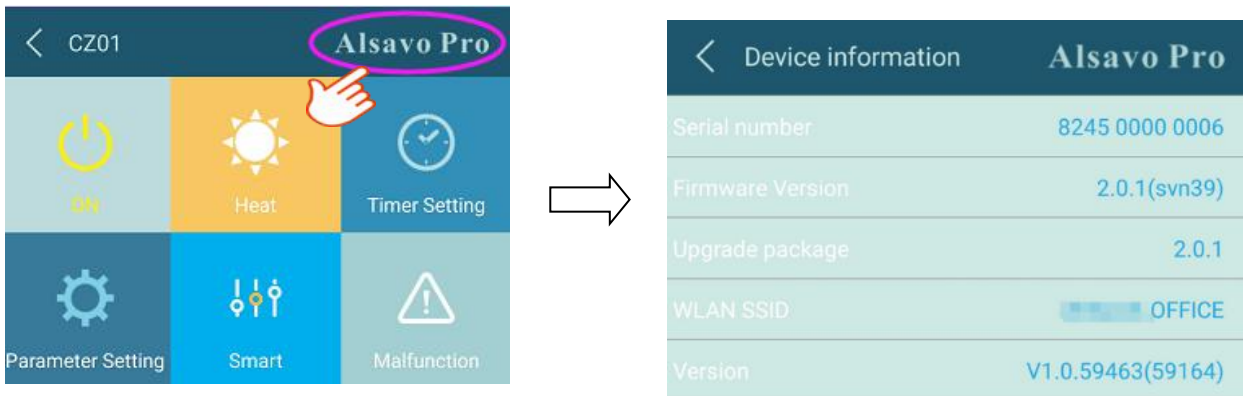 CZ01 Alsavo Pro
ON Heat Timer Setting
Parameter Setting Smart Malfunction
Device information Alsavo Pro
Serial number 8245 0000 0006
Firmware Version 2.0.1(svn39)
Upgrade package 2.0.1
WLAN SSID OFFICE
Version V1.0.59463(59164)